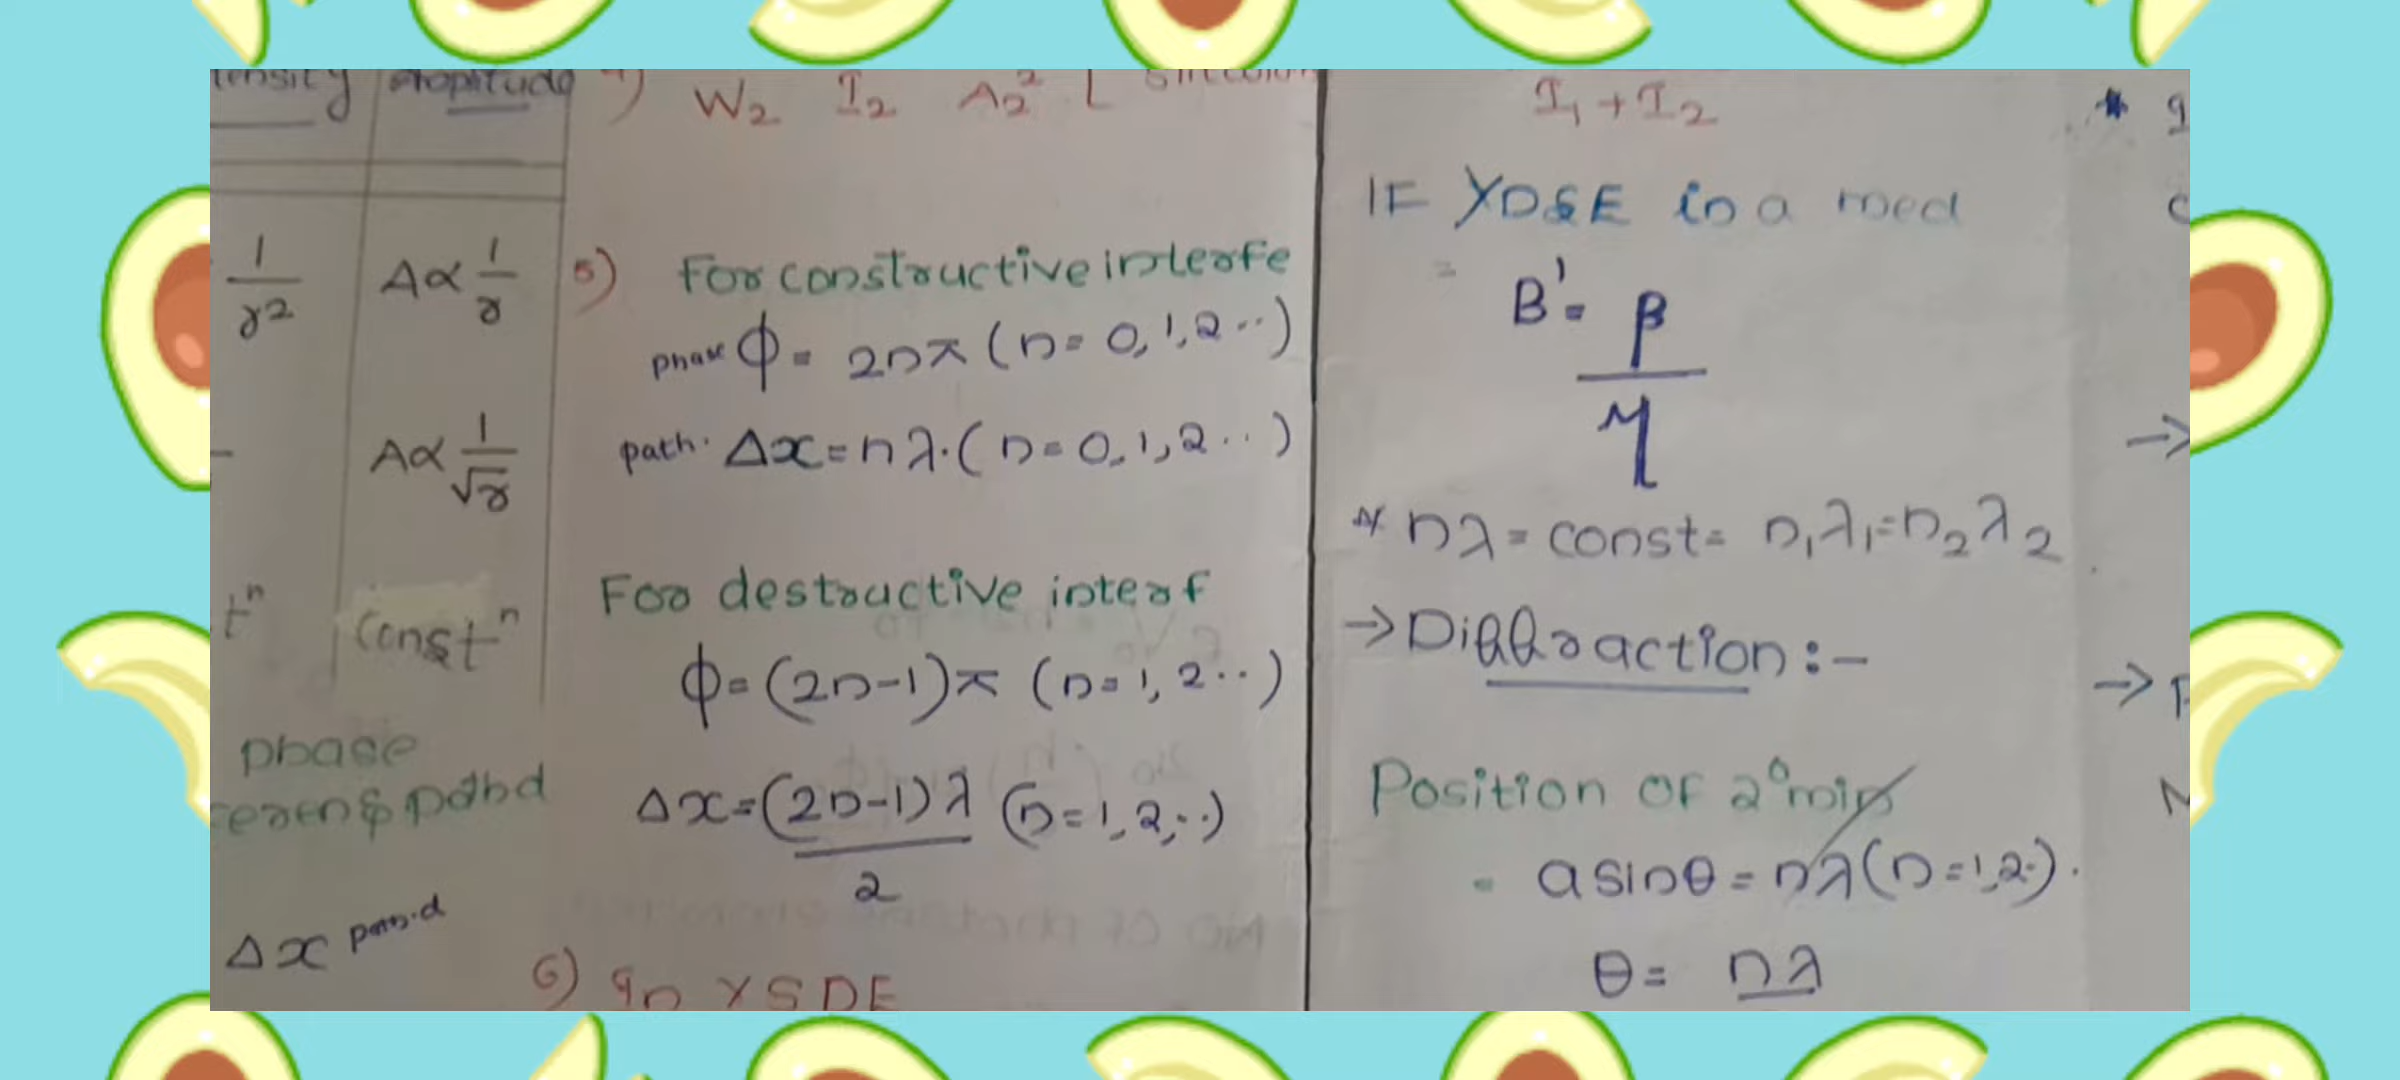 tensity Amplitude
1/r² A∝ 1/r
A∝ 1/√r
tⁿ Constⁿ
phase
Δx
W₂ I₂ A₂²
5) For constructive interfe
phase ϕ = 2nπ (n= 0,1,2..)
path. Δx = nλ.(n=0,1,2..)
For destructive interf
ϕ=(2n-1)π (n=1,2..)
Δx=(2n-1)λ/2 (n=1,2,..)
6) In YSDE
I₁+I₂
IF YDSE in a med
B'= β/μ
* nλ = const = n₁λ₁=n₂λ₂
→ Diffraction :-
Position OF 2° min
= a sinθ = nλ(n=1,2.).
θ = nλ